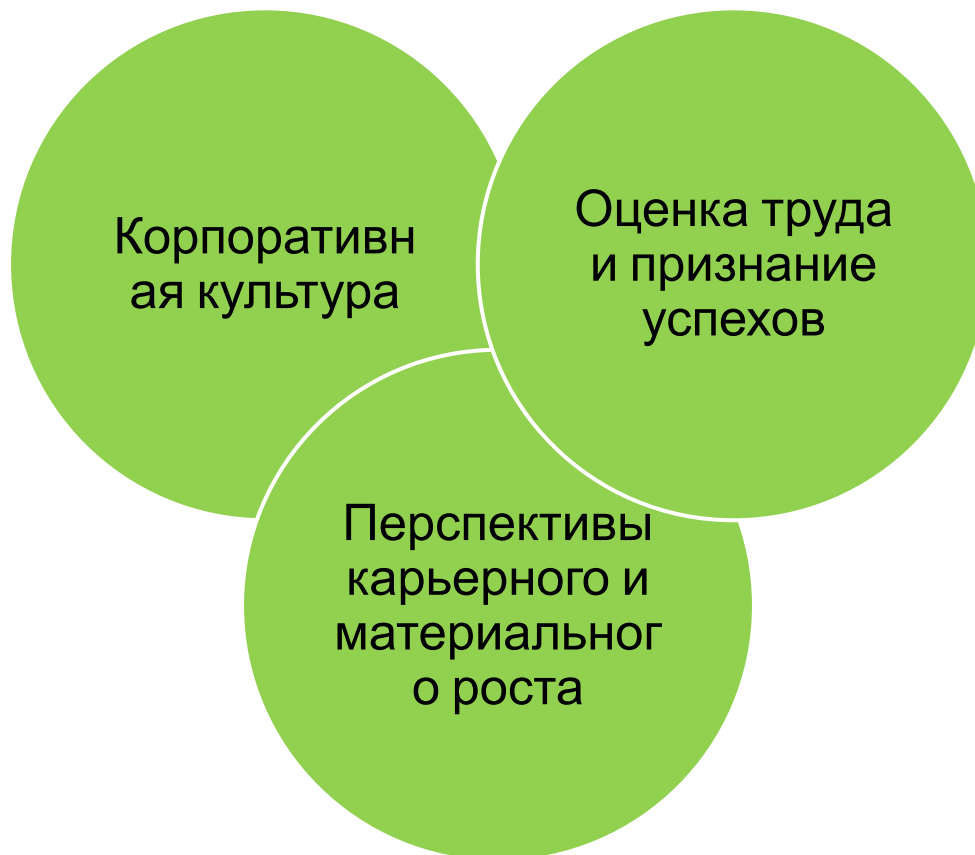 Корпоративн
ая культура
Оценка труда
и признание
успехов
Перспективы
карьерного и
материальног
о роста